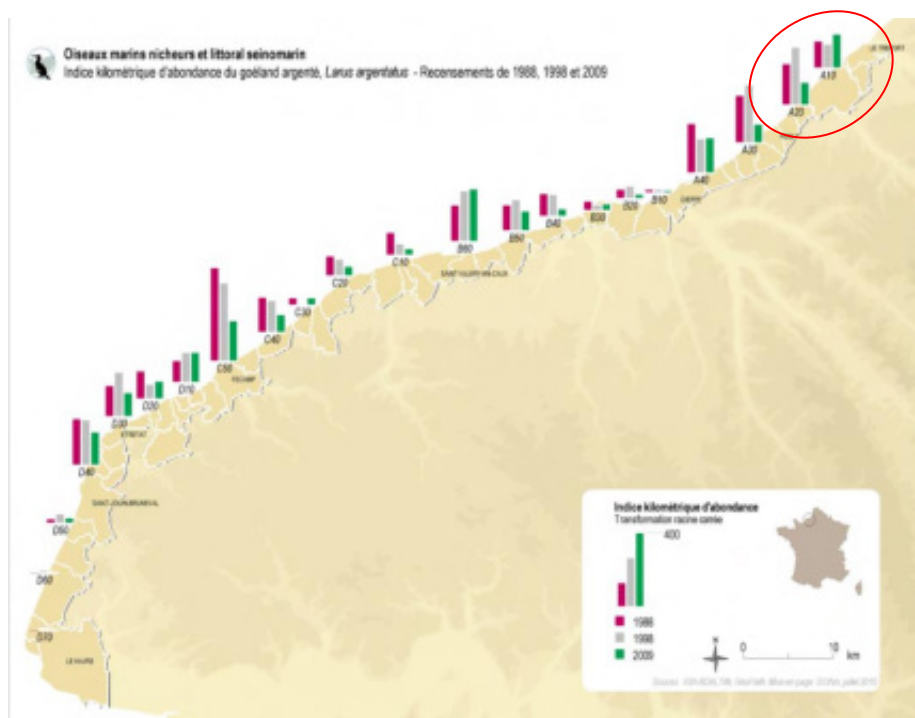 Oiseaux marins nicheurs et littoral seinomarin
Indice kilométrique d'abondance du goéland argenté, Larus argentatus - Recensements de 1988, 1998 et 2009
LE TREPORT
A10
A20
A30
A40
DIEPPE
B10
B20
B30
B40
B50
B60
SAINT VALERY EN CAUX
C10
C20
C30
C40
C50
FECAMP
D10
D20
D30
ETRETAT
D40
SAINT-JOUIN-BRUNEVAL
D50
D60
D70
LE HAVRE
Indice kilométrique d'abondance
Transformation racine carrée
400
1988
1998
2009
N
0 10
km